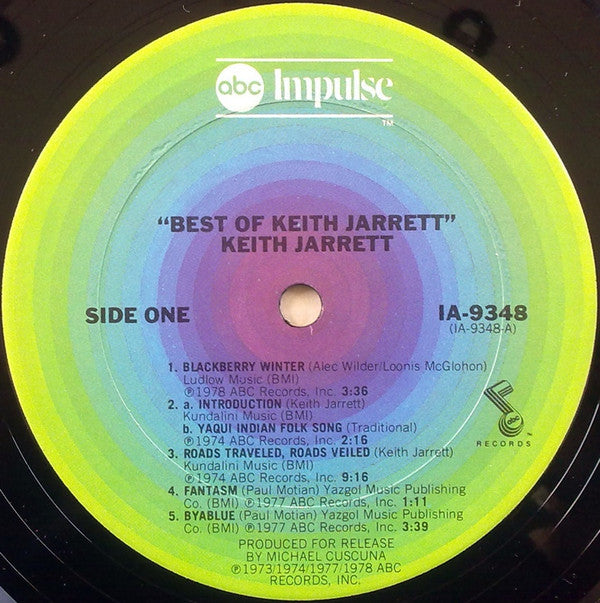 abc Impulse
TM
"BEST OF KEITH JARRETT"
KEITH JARRETT
SIDE ONE
IA-9348
(IA-9348-A)
1. BLACKBERRY WINTER (Alec Wilder/Loonis McGlohon)
Ludlow Music (BMI)
℗1978 ABC Records, Inc. 3:36
2. a. INTRODUCTION (Keith Jarrett)
Kundalini Music (BMI)
b. YAQUI INDIAN FOLK SONG (Traditional)
℗1974 ABC Records, Inc. 2:16
3. ROADS TRAVELED, ROADS VEILED (Keith Jarrett)
Kundalini Music (BMI)
℗1974 ABC Records, Inc. 9:16
4. FANTASM (Paul Motian) Yazgol Music Publishing
Co. (BMI) ℗1977 ABC Records, Inc. 1:11
5. BYABLUE (Paul Motian) Yazgol Music Publishing
Co. (BMI) ℗1977 ABC Records, Inc. 3:39
abc
TM
RECORDS
PRODUCED FOR RELEASE
BY MICHAEL CUSCUNA
℗1973/1974/1977/1978 ABC
RECORDS, INC.